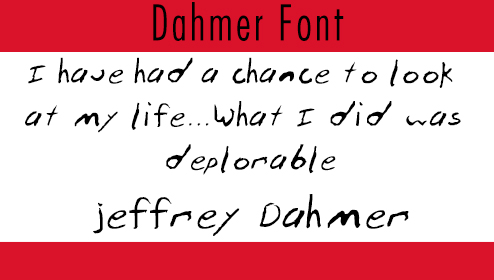 Dahmer Font
I have had a chance to look
at my life...What I did was
deplorable
jeffrey Dahmer